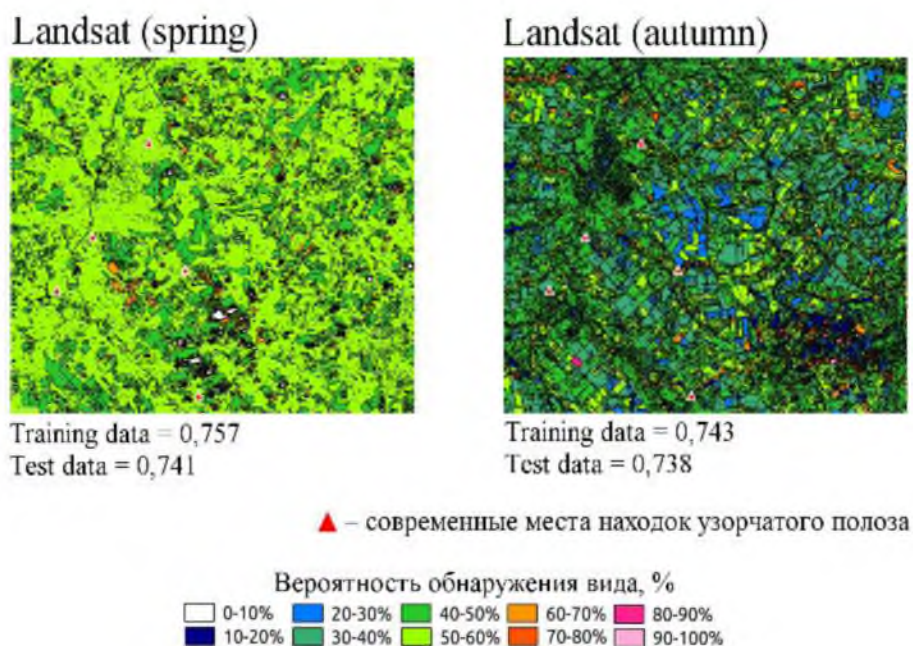 Landsat (spring)
Landsat (autumn)
Training data = 0,757
Test data = 0,741
Training data = 0,743
Test data = 0,738
– современные места находок узорчатого полоза
Вероятность обнаружения вида, %
0-10% 20-30% 40-50% 60-70% 80-90%
10-20% 30-40% 50-60% 70-80% 90-100%